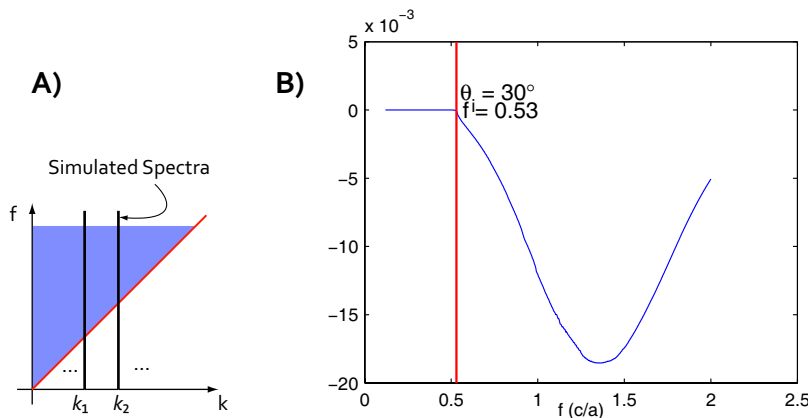 A)
Simulated Spectra
f
...
...
k₁
k₂
k
B)
x 10⁻³
5
0
−5
−10
−15
−20
θᵢ = 30°
f = 0.53
0
0.5
1
1.5
2
2.5
f (c/a)